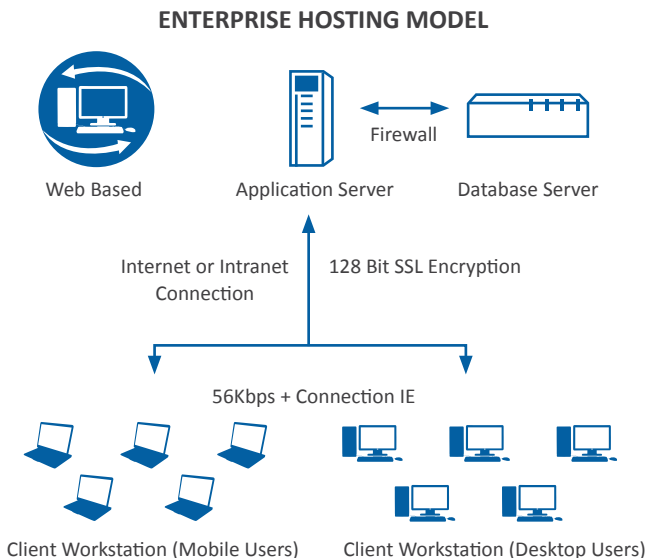 ENTERPRISE HOSTING MODEL
Firewall
Web Based
Application Server
Database Server
Internet or Intranet
Connection
128 Bit SSL Encryption
56Kbps + Connection IE
Client Workstation (Mobile Users)
Client Workstation (Desktop Users)